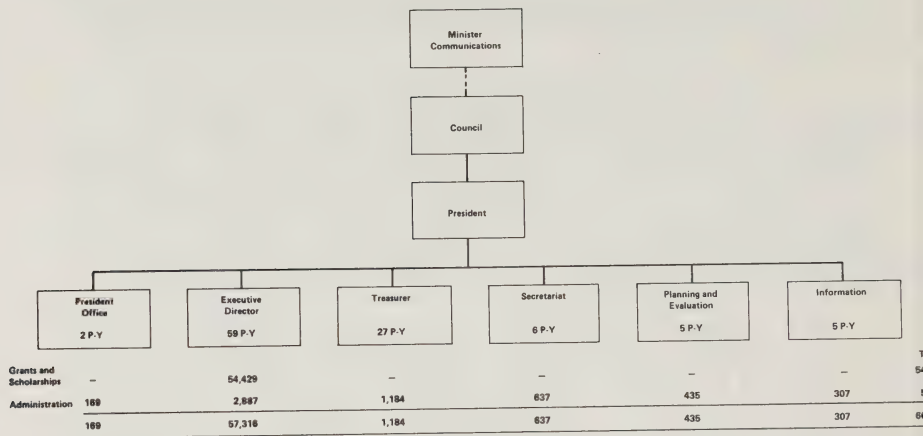 Minister
Communications
Council
President
President
Office
2 P-Y
Executive
Director
59 P-Y
Treasurer
27 P-Y
Secretariat
6 P-Y
Planning and
Evaluation
5 P-Y
Information
5 P-Y
Grants and
Scholarships – 54,429 – – – –
Administration 169 2,887 1,184 637 435 307
169 57,316 1,184 637 435 307